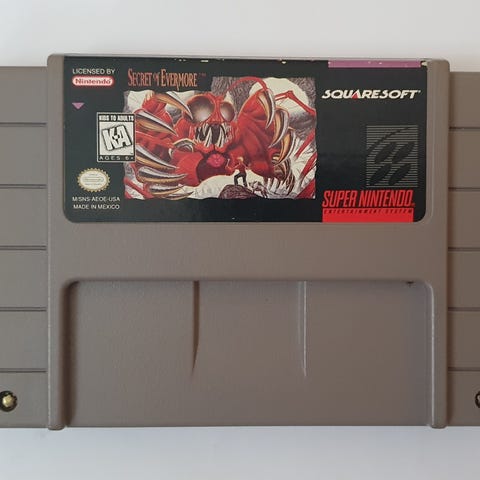 LICENSED BY
Nintendo
SECRET OF EVERMORE™
SQUARESOFT®
KIDS TO ADULTS
K-A
AGES 6+
M/SNS-AEOE-USA
MADE IN MEXICO
SUPER NINTENDO
ENTERTAINMENT SYSTEM